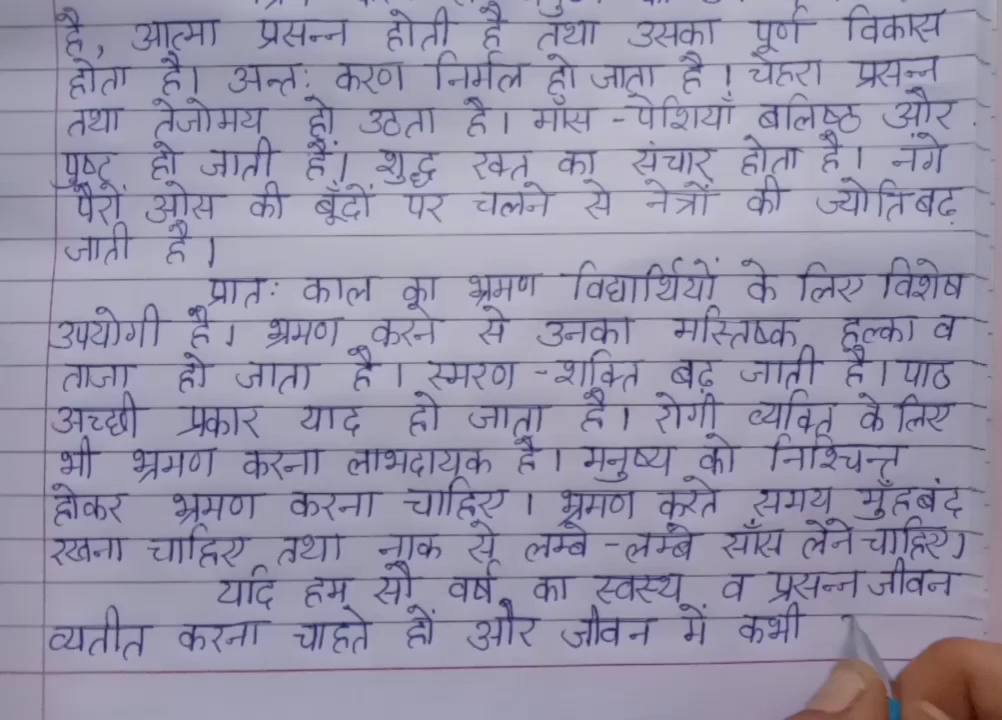 है, आत्मा प्रसन्न होती है तथा उसका पूर्ण विकास
होता है। अन्त: करण निर्मल हो जाता है। चेहरा प्रसन्न
तथा तेजोमय हो उठता है। माँस-पेशियाँ बलिष्ठ और
पुष्ट हो जाती हैं। शुद्ध रक्त का संचार होता है। नंगे
पैरों ओस की बूँदों पर चलने से नेत्रों की ज्योति बढ़
जाती है।
प्रात: काल का भ्रमण विद्यार्थियों के लिए विशेष
उपयोगी है। भ्रमण करने से उनका मस्तिष्क हल्का व
ताजा हो जाता है। स्मरण-शक्ति बढ़ जाती है। पाठ
अच्छी प्रकार याद हो जाता है। रोगी व्यक्ति के लिए
भी भ्रमण करना लाभदायक है। मनुष्य को निश्चिन्त
होकर भ्रमण करना चाहिए। भ्रमण करते समय मुँह बंद
रखना चाहिए तथा नाक से लम्बे-लम्बे साँस लेने चाहिए।
यदि हम सौ वर्ष का स्वस्थ व प्रसन्न जीवन
व्यतीत करना चाहते हों और जीवन में कभी